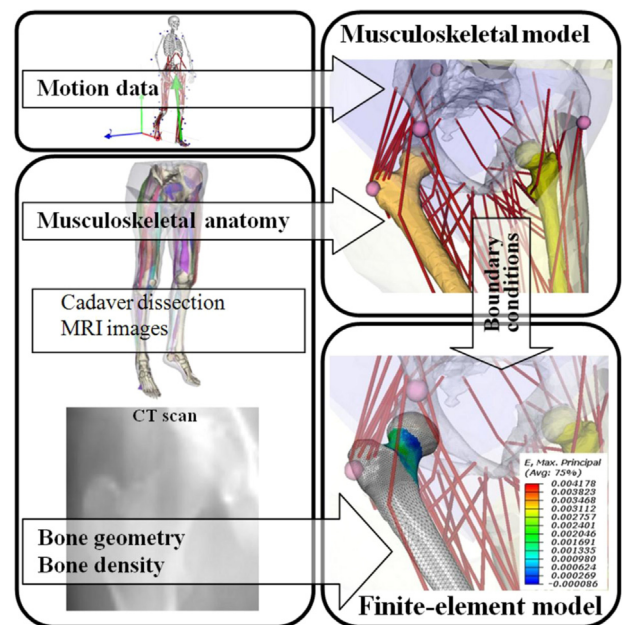 Musculoskeletal model
Motion data
Musculoskeletal anatomy
Cadaver dissection
MRI images
Boundary
conditions
CT scan
Bone geometry
Bone density
E, Max. Principal
(Avg: 75%)
0.004178
0.003823
0.003468
0.003112
0.002757
0.002401
0.002046
0.001691
0.001335
0.000980
0.000624
0.000269
-0.000086
Finite-element model